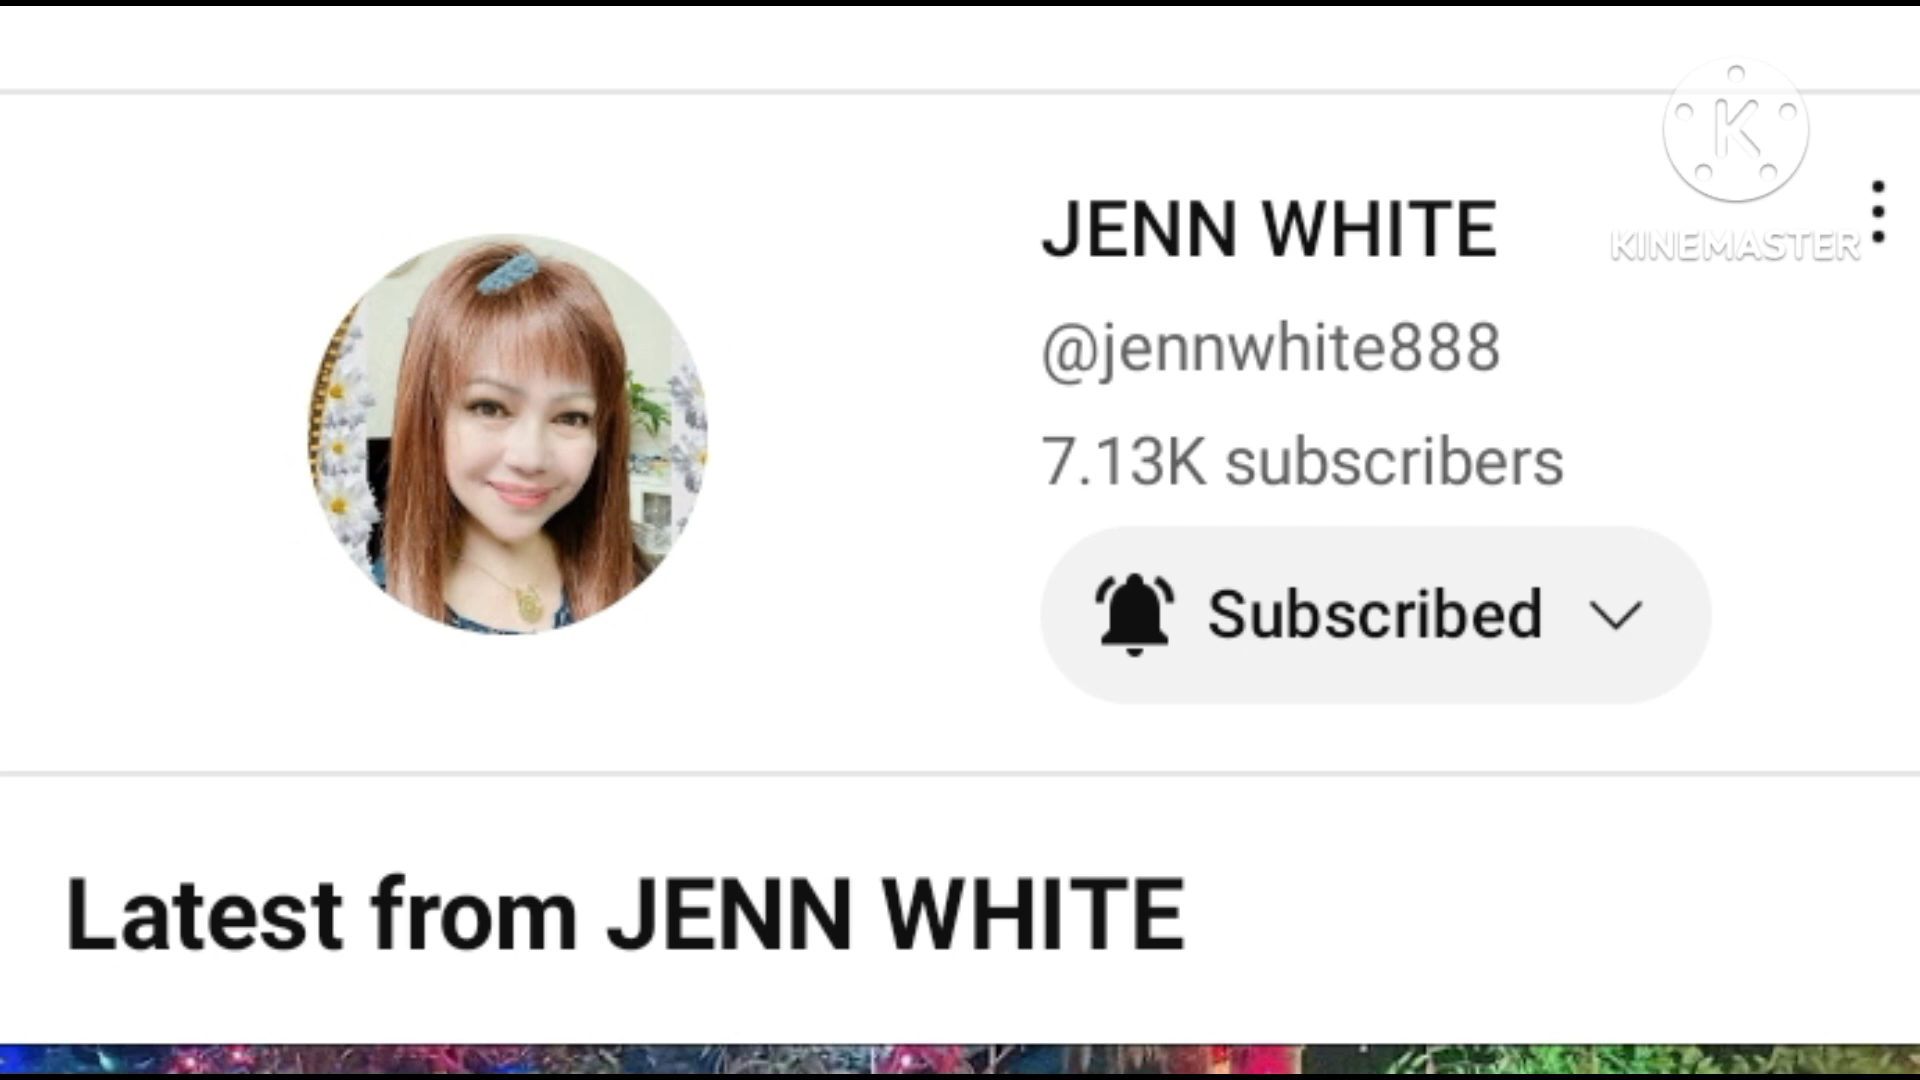 JENN WHITE
K
KINEMASTER
@jennwhite888
7.13K subscribers
Subscribed
Latest from JENN WHITE